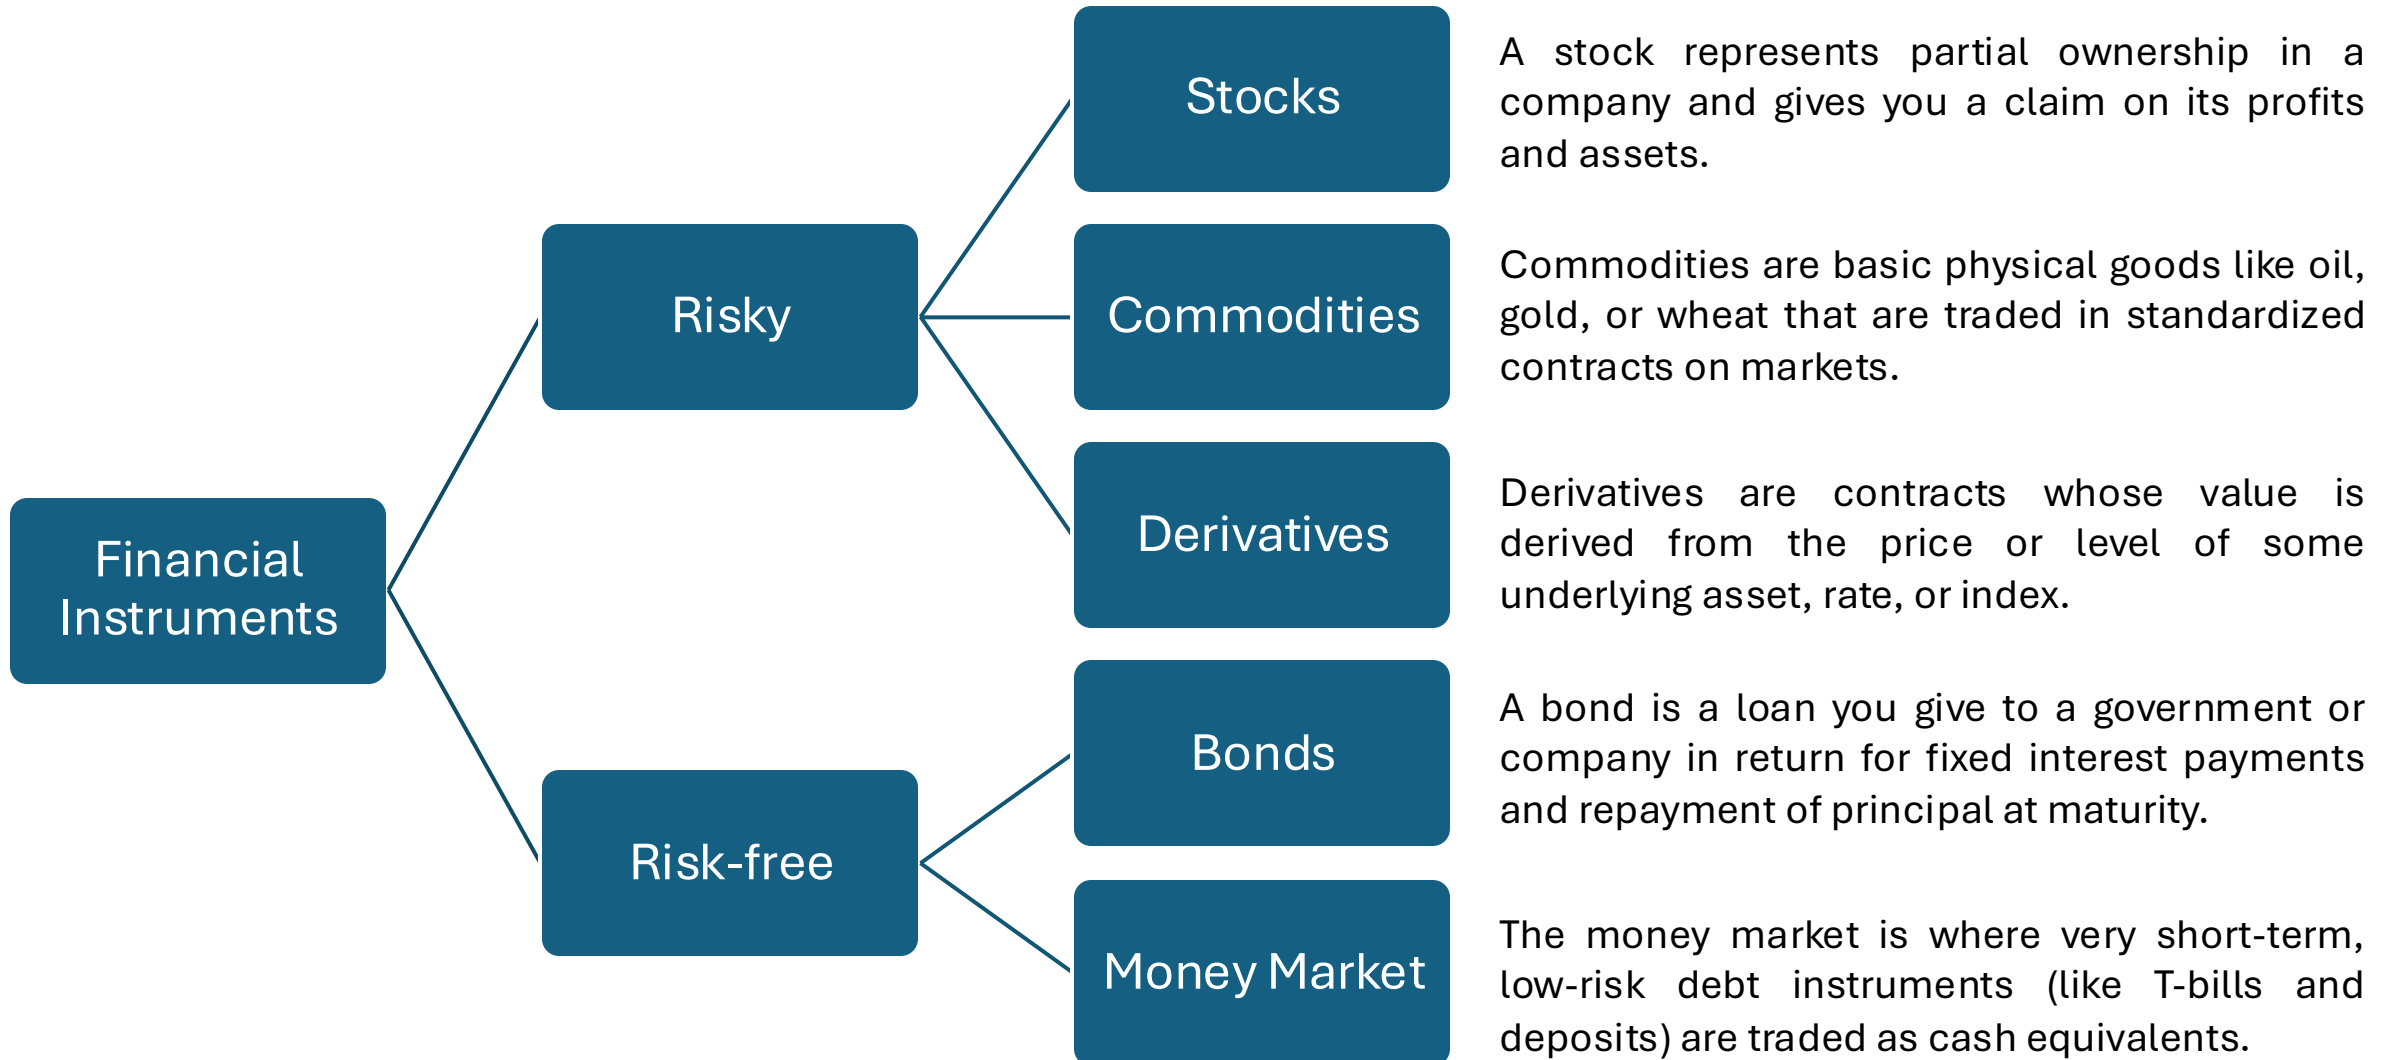 Stocks
A stock represents partial ownership in a
company and gives you a claim on its profits
and assets.
Risky
Commodities
Commodities are basic physical goods like oil,
gold, or wheat that are traded in standardized
contracts on markets.
Derivatives
Derivatives are contracts whose value is
derived from the price or level of some
underlying asset, rate, or index.
Financial
Instruments
Bonds
A bond is a loan you give to a government or
company in return for fixed interest payments
and repayment of principal at maturity.
Risk-free
Money Market
The money market is where very short-term,
low-risk debt instruments (like T-bills and
deposits) are traded as cash equivalents.